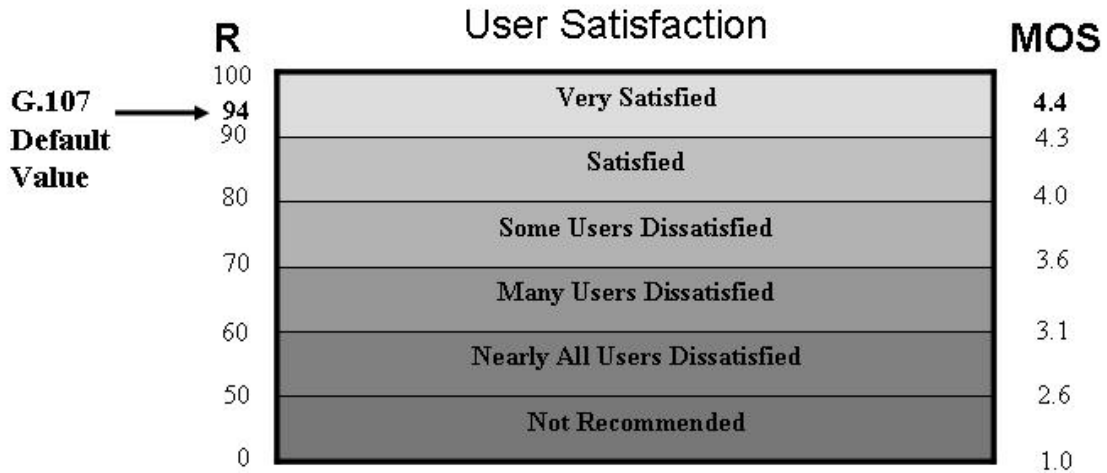 User Satisfaction
R
MOS
100
G.107
Default
Value
94
Very Satisfied
4.4
90
4.3
Satisfied
80
4.0
Some Users Dissatisfied
70
3.6
Many Users Dissatisfied
60
3.1
Nearly All Users Dissatisfied
50
2.6
Not Recommended
0
1.0